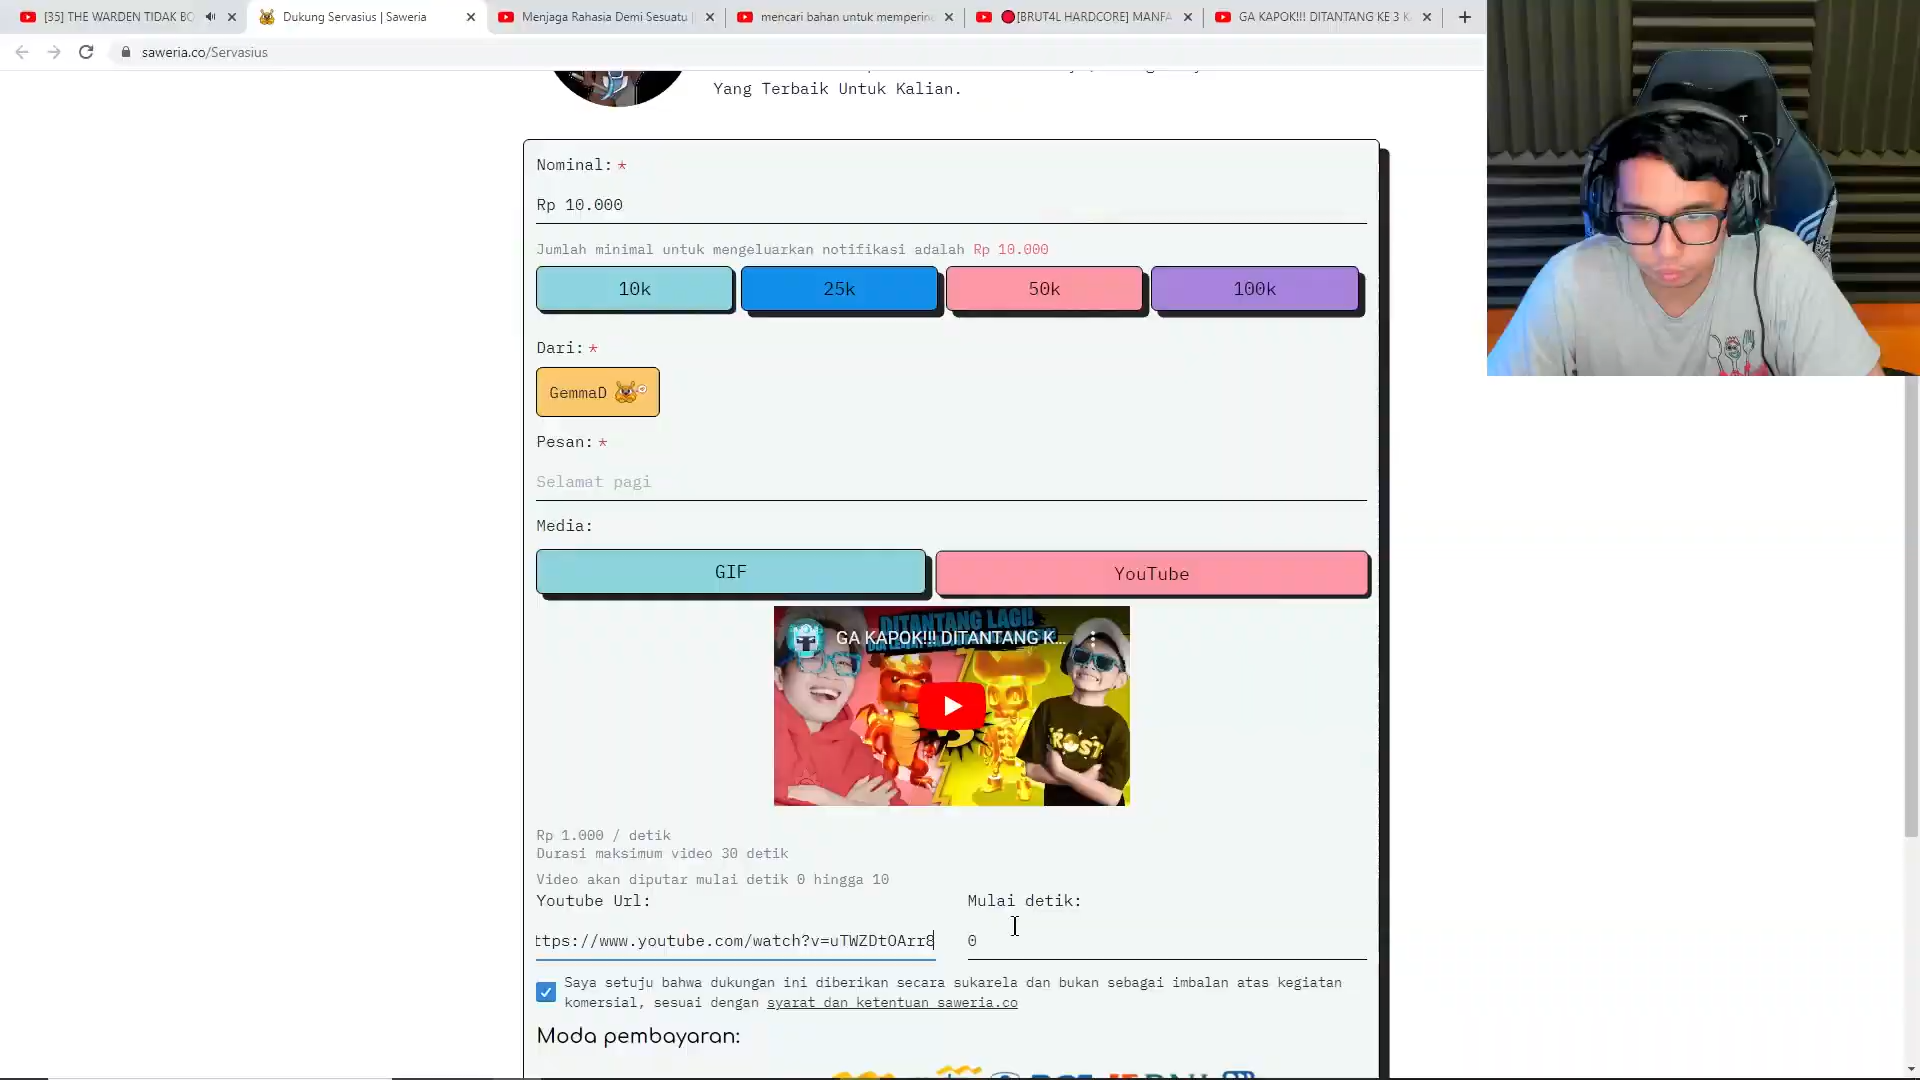 [35] THE WARDEN TIDAK BO
Dukung Servasius | Saweria
Menjaga Rahasia Demi Sesuatu
mencari bahan untuk memperin
[BRUT4L HARDCORE] MANFA
GA KAPOK!!! DITANTANG KE 3 K
saweria.co/Servasius
Yang Terbaik Untuk Kalian.
Nominal: *
Rp 10.000
Jumlah minimal untuk mengeluarkan notifikasi adalah Rp 10.000
10k 25k 50k 100k
Dari: *
GemmaD
Pesan: *
Selamat pagi
Media:
GIF YouTube
DITANTANG LAGI!
GA KAPOK!!! DITANTANG K...
Rp 1.000 / detik
Durasi maksimum video 30 detik
Video akan diputar mulai detik 0 hingga 10
Youtube Url: Mulai detik:
ttps://www.youtube.com/watch?v=uTWZDtOArr8 0
Saya setuju bahwa dukungan ini diberikan secara sukarela dan bukan sebagai imbalan atas kegiatan
komersial, sesuai dengan syarat dan ketentuan saweria.co
Moda pembayaran: